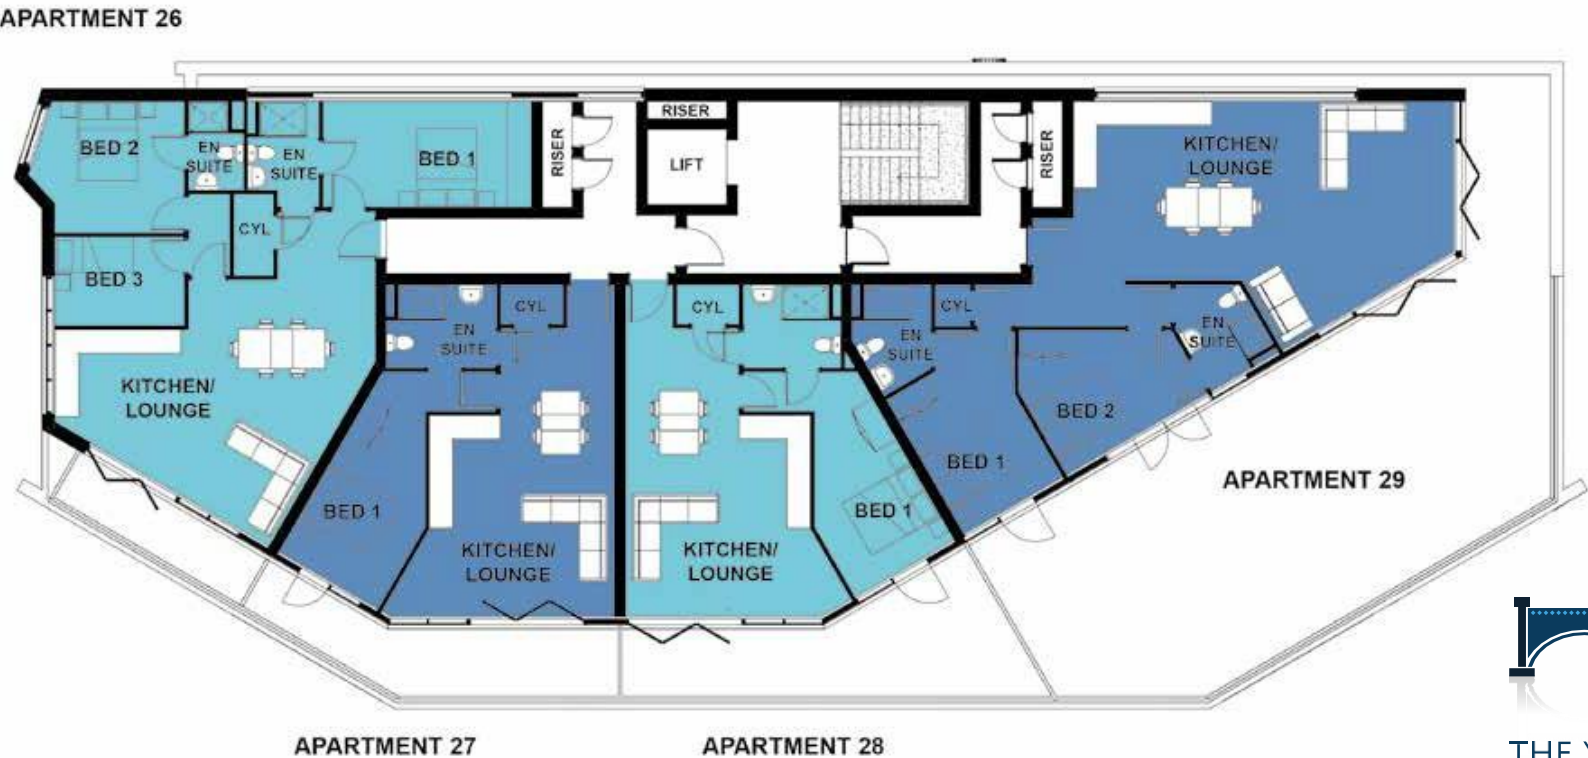 APARTMENT 26
BED 2
EN
SUITE
EN
SUITE
BED 1
RISER
RISER
LIFT
RISER
KITCHEN/
LOUNGE
CYL
BED 3
KITCHEN/
LOUNGE
EN
SUITE
CYL
BED 1
KITCHEN/
LOUNGE
CYL
KITCHEN/
LOUNGE
BED 1
EN
SUITE
CYL
BED 1
BED 2
EN
SUITE
APARTMENT 29
APARTMENT 27
APARTMENT 28
THE